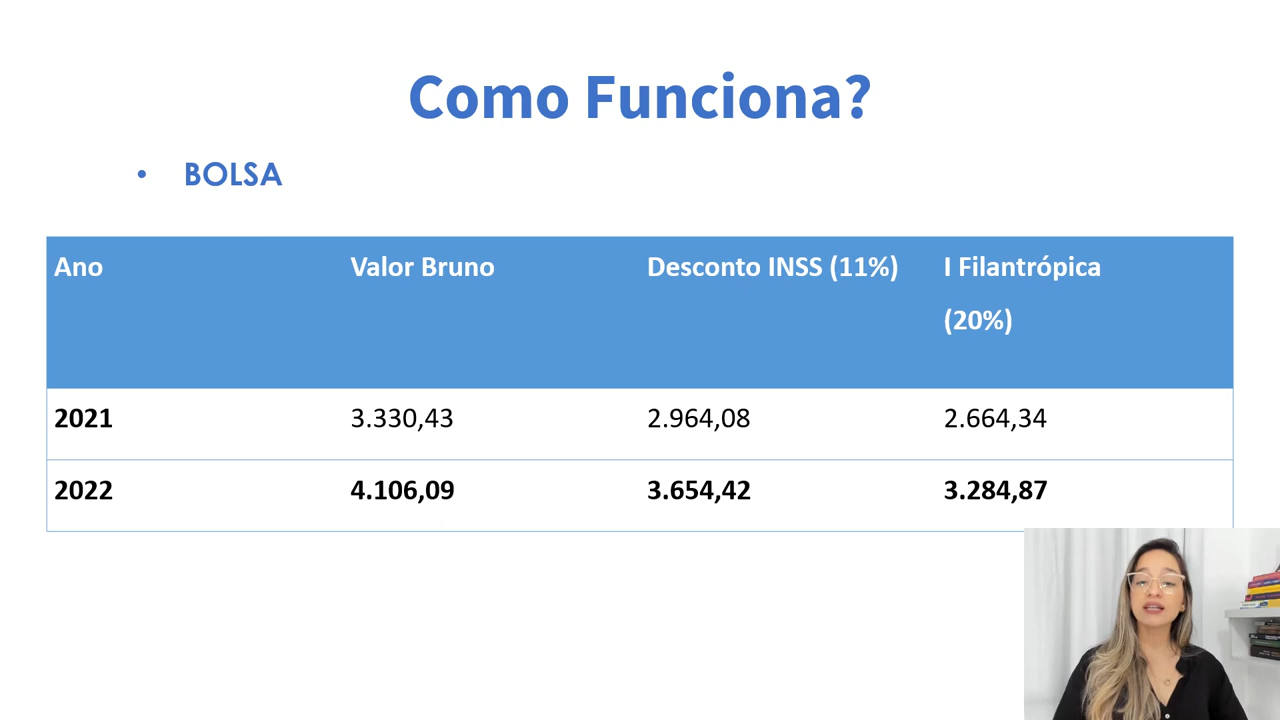 Como Funciona?
• BOLSA
Ano Valor Bruno Desconto INSS (11%) I Filantrópica
(20%)
2021 3.330,43 2.964,08 2.664,34
2022 4.106,09 3.654,42 3.284,87